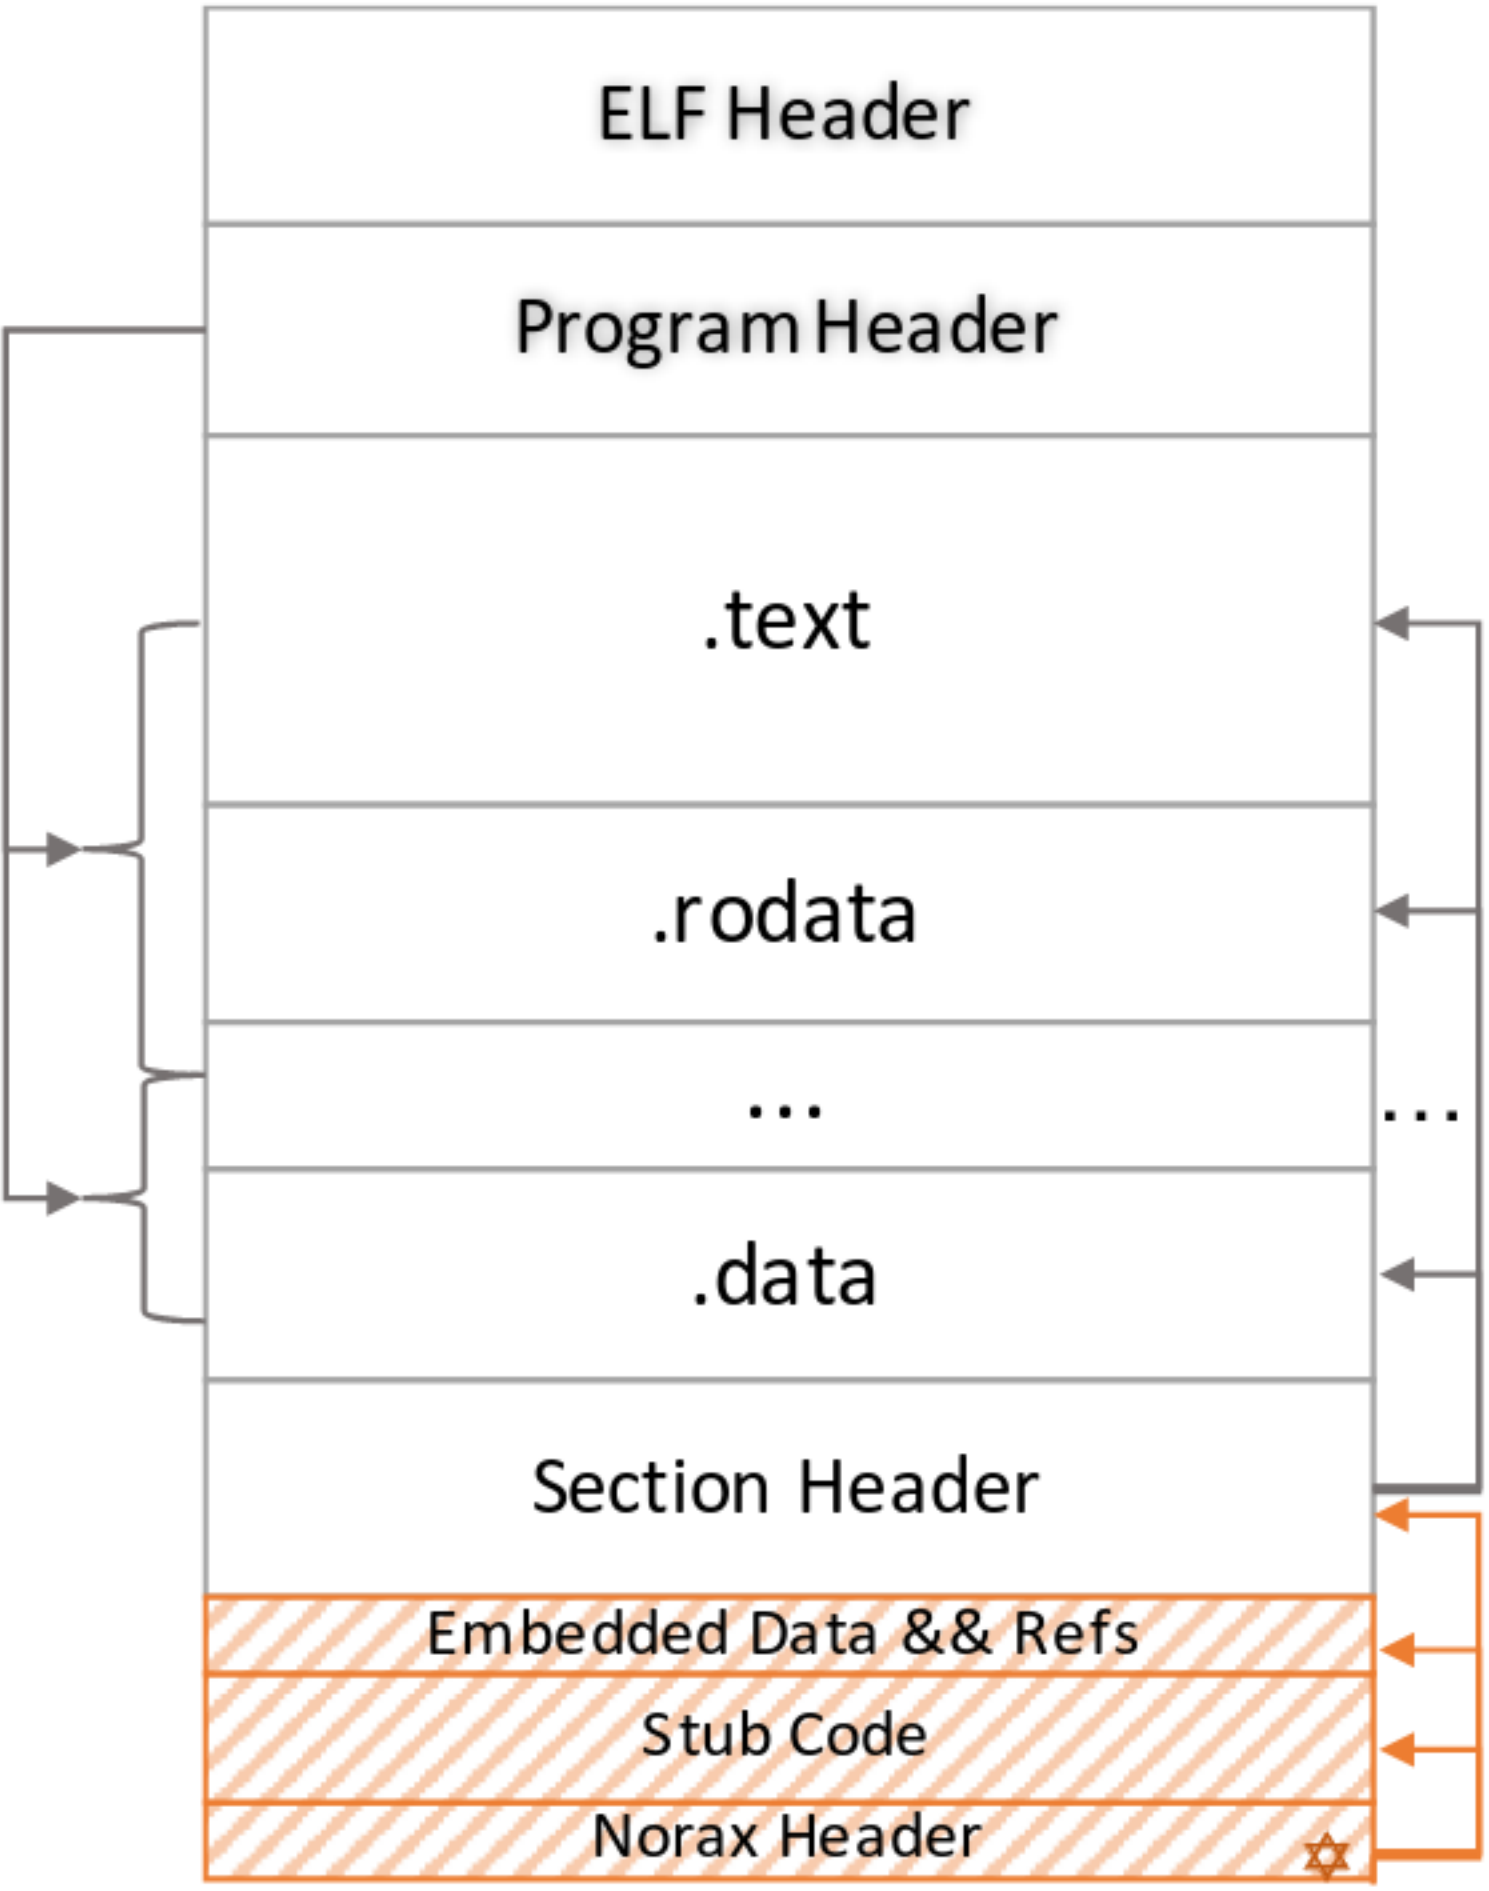 ELF Header
Program Header
.text
.rodata
...
...
.data
Section Header
Embedded Data && Refs
Stub Code
Norax Header